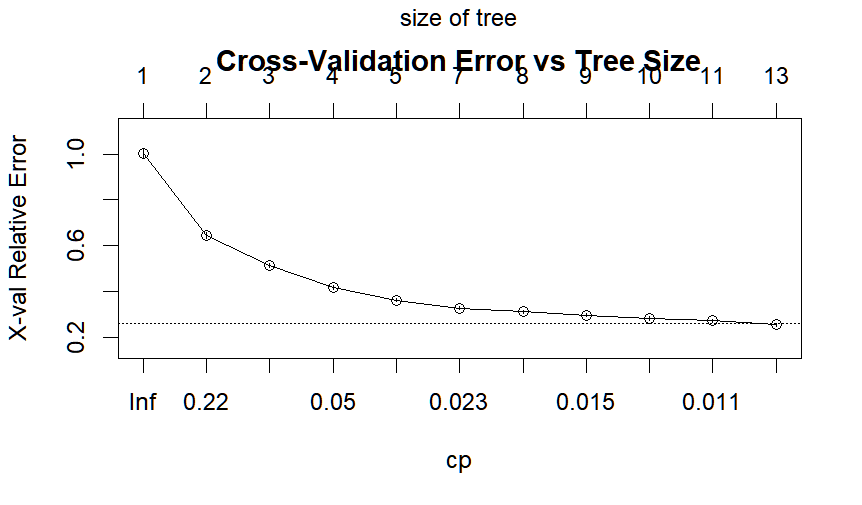 size of tree
Cross-Validation Error vs Tree Size
1 2 3 4 5 7 8 9 10 11 13
X-val Relative Error
1.0
0.6
0.2
Inf 0.22 0.05 0.023 0.015 0.011
cp